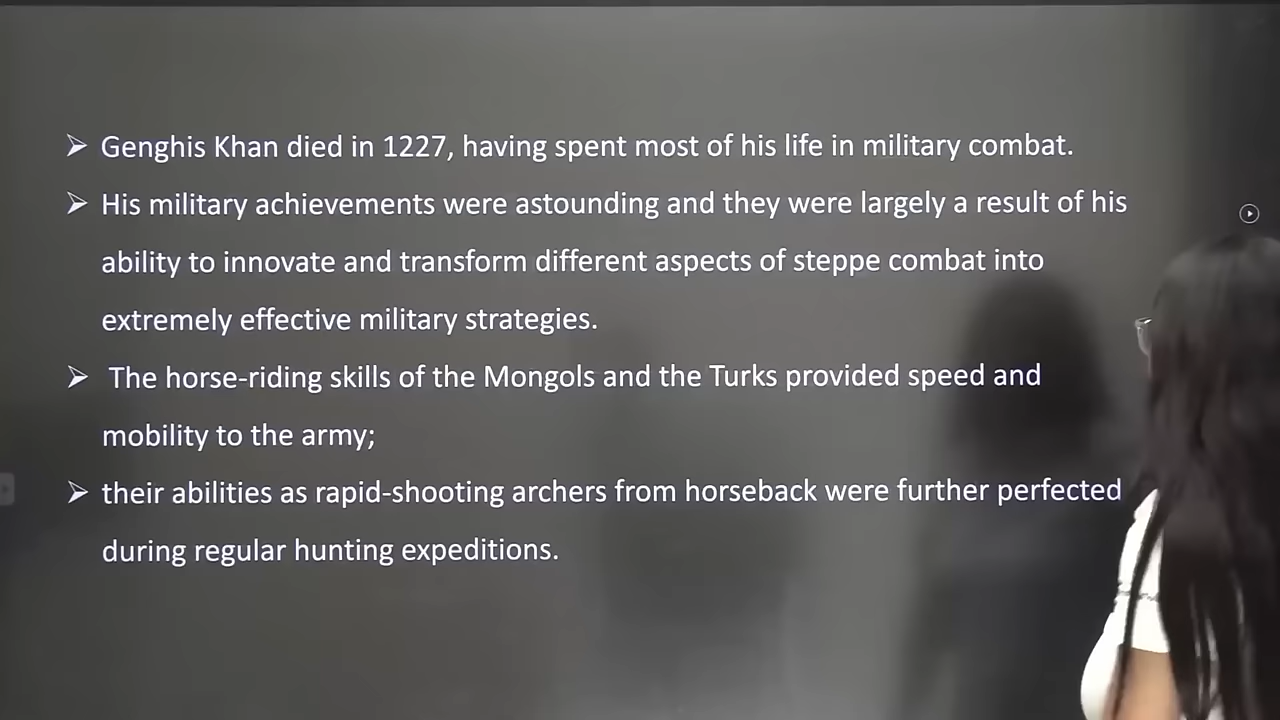 ➢ Genghis Khan died in 1227, having spent most of his life in military combat.
➢ His military achievements were astounding and they were largely a result of his
ability to innovate and transform different aspects of steppe combat into
extremely effective military strategies.
➢ The horse-riding skills of the Mongols and the Turks provided speed and
mobility to the army;
➢ their abilities as rapid-shooting archers from horseback were further perfected
during regular hunting expeditions.